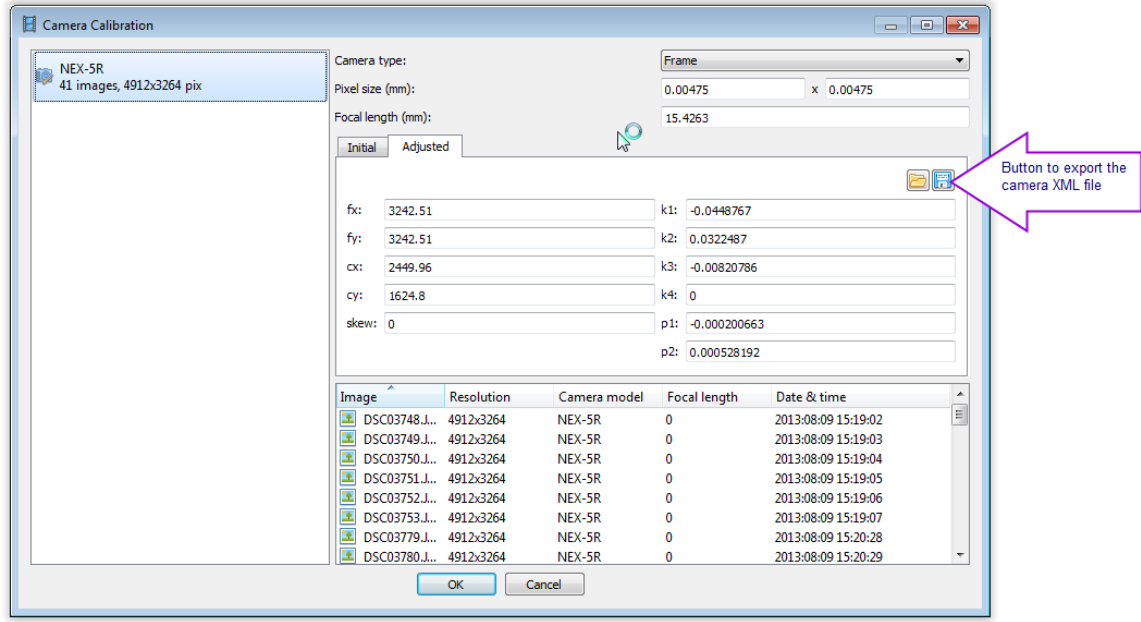 Camera Calibration
NEX-5R
41 images, 4912x3264 pix
Camera type: Frame
Pixel size (mm): 0.00475 x 0.00475
Focal length (mm): 15.4263
Initial Adjusted
Button to export the
camera XML file
fx: 3242.51 k1: -0.0448767
fy: 3242.51 k2: 0.0322487
cx: 2449.96 k3: -0.00820786
cy: 1624.8 k4: 0
skew: 0 p1: -0.000200663
p2: 0.000528192
Image Resolution Camera model Focal length Date & time
DSC03748.J... 4912x3264 NEX-5R 0 2013:08:09 15:19:02
DSC03749.J... 4912x3264 NEX-5R 0 2013:08:09 15:19:03
DSC03750.J... 4912x3264 NEX-5R 0 2013:08:09 15:19:04
DSC03751.J... 4912x3264 NEX-5R 0 2013:08:09 15:19:05
DSC03752.J... 4912x3264 NEX-5R 0 2013:08:09 15:19:06
DSC03753.J... 4912x3264 NEX-5R 0 2013:08:09 15:19:07
DSC03779.J... 4912x3264 NEX-5R 0 2013:08:09 15:20:28
DSC03780.J... 4912x3264 NEX-5R 0 2013:08:09 15:20:29
OK Cancel